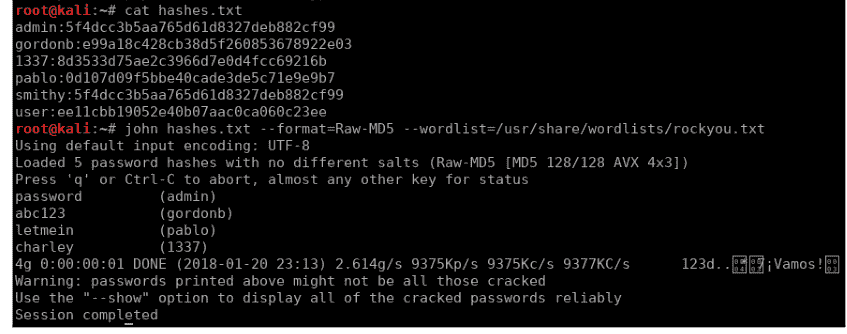 root@kali:~# cat hashes.txt
admin:5f4dcc3b5aa765d61d8327deb882cf99
gordonb:e99a18c428cb38d5f260853678922e03
1337:8d3533d75ae2c3966d7e0d4fcc69216b
pablo:0d107d09f5bbe40cade3de5c71e9e9b7
smithy:5f4dcc3b5aa765d61d8327deb882cf99
user:ee11cbb19052e40b07aac0ca060c23ee
root@kali:~# john hashes.txt --format=Raw-MD5 --wordlist=/usr/share/wordlists/rockyou.txt
Using default input encoding: UTF-8
Loaded 5 password hashes with no different salts (Raw-MD5 [MD5 128/128 AVX 4x3])
Press 'q' or Ctrl-C to abort, almost any other key for status
password         (admin)
abc123           (gordonb)
letmein          (pablo)
charley          (1337)
4g 0:00:00:01 DONE (2018-01-20 23:13) 2.614g/s 9375Kp/s 9375Kc/s 9377KC/s      123d..¡Vamos!
Warning: passwords printed above might not be all those cracked
Use the "--show" option to display all of the cracked passwords reliably
Session completed